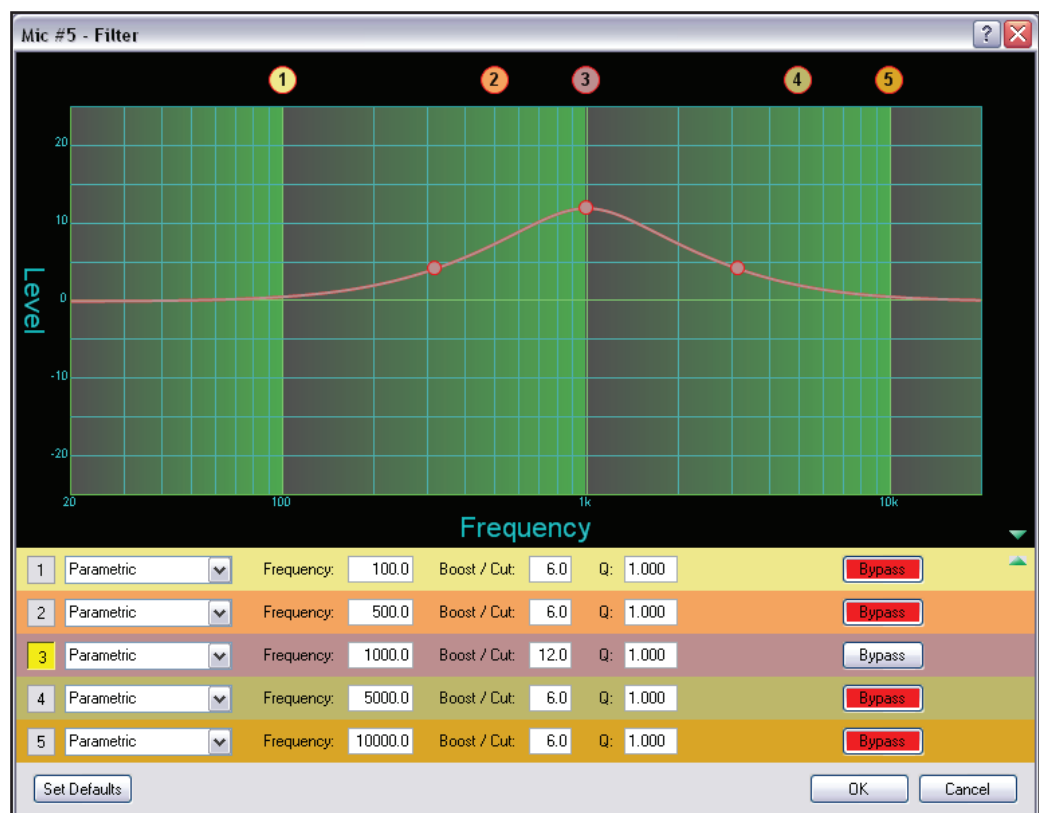 Mic #5 - Filter ?
1 2 3 4 5
20
10
0
-10
-20
Level
20 100 1k 10k
Frequency
1 Parametric Frequency: 100.0 Boost / Cut: 6.0 Q: 1.000 Bypass
2 Parametric Frequency: 500.0 Boost / Cut: 6.0 Q: 1.000 Bypass
3 Parametric Frequency: 1000.0 Boost / Cut: 12.0 Q: 1.000 Bypass
4 Parametric Frequency: 5000.0 Boost / Cut: 6.0 Q: 1.000 Bypass
5 Parametric Frequency: 10000.0 Boost / Cut: 6.0 Q: 1.000 Bypass
Set Defaults OK Cancel